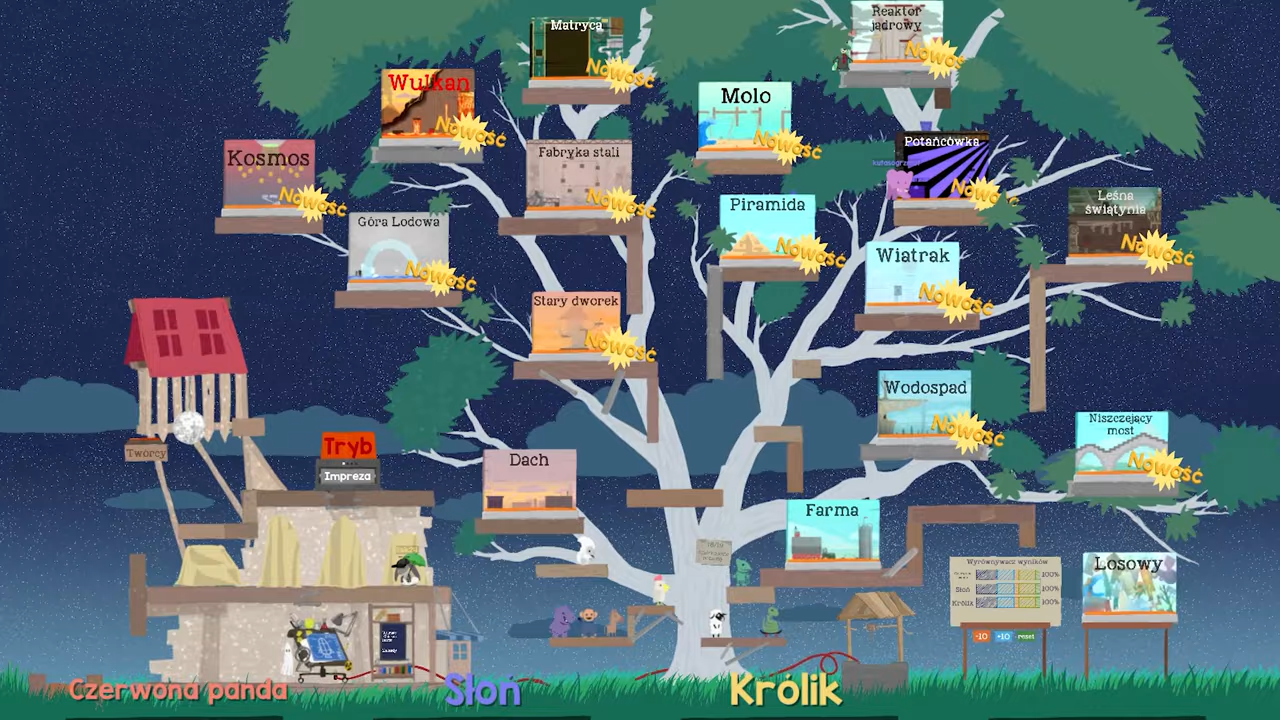 Reaktor
jądrowy
Nowość
Matryca
Nowość
Wulkan
Nowość
Molo
Nowość
Potańcówka
Nowość
Kosmos
Nowość
Fabryka stali
Nowość
Leśna
świątynia
Nowość
Piramida
Nowość
Góra Lodowa
Nowość
Wiatrak
Nowość
Stary dworek
Nowość
Wodospad
Nowość
Niszczejący
most
Nowość
Tryb
Impreza
Twórcy
Dach
Farma
Losowy
Wyrównywacz wyników
100%
Słoń 100%
Królik 100%
-10 +10 reset
Czerwona panda
Słoń
Królik